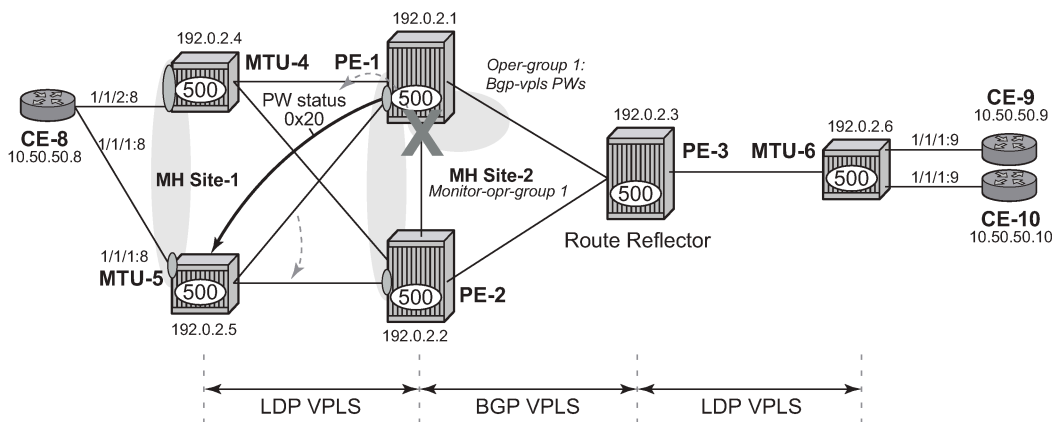 192.0.2.1
192.0.2.4
MTU-4
PE-1
500
500
Oper-group 1:
Bgp-vpls PWs
PW status
0x20
1/1/2:8
CE-8
10.50.50.8
1/1/1:8
X
192.0.2.3
CE-9
10.50.50.9
192.0.2.6
1/1/1:9
PE-3
MTU-6
500
500
1/1/1:9
CE-10
10.50.50.10
MH Site-1
MH Site-2
Monitor-opr-group 1
Route Reflector
1/1/1:8
MTU-5
500
500
PE-2
192.0.2.5
192.0.2.2
LDP VPLS
BGP VPLS
LDP VPLS